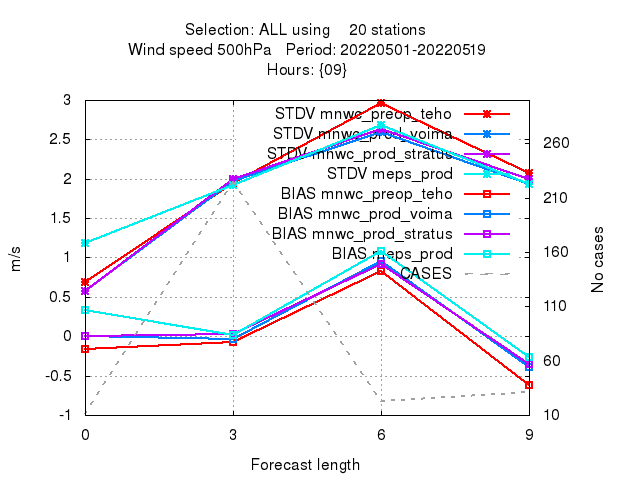 Selection: ALL using 20 stations
Wind speed 500hPa Period: 20220501-20220519
Hours: {09}
3
2.5
2
1.5
1
0.5
0
-0.5
-1
m/s
STDV mnwc_preop_teho
STDV mnwc_prod_voima
STDV mnwc_prod_stratus
STDV meps_prod
BIAS mnwc_preop_teho
BIAS mnwc_prod_voima
BIAS mnwc_prod_stratus
BIAS meps_prod
CASES
260
210
160
110
60
10
No cases
0 3 6 9
Forecast length